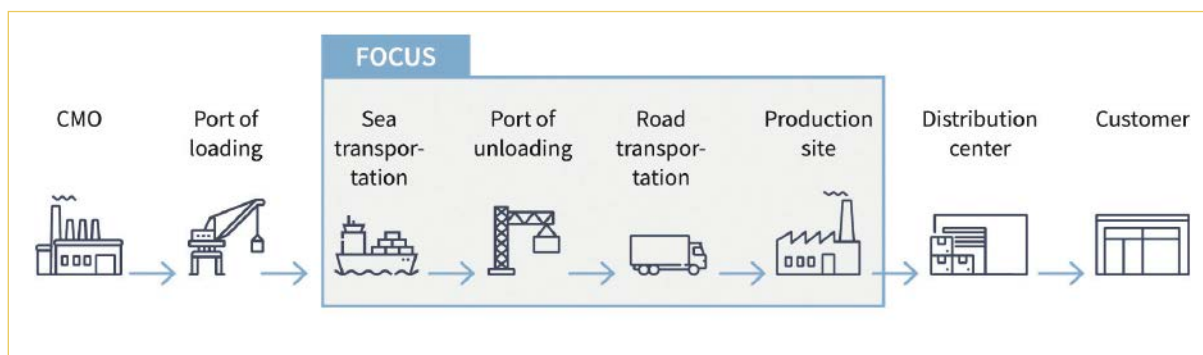 FOCUS
CMO
Port of
loading
Sea
transpor-
tation
Port of
unloading
Road
transpor-
tation
Production
site
Distribution
center
Customer